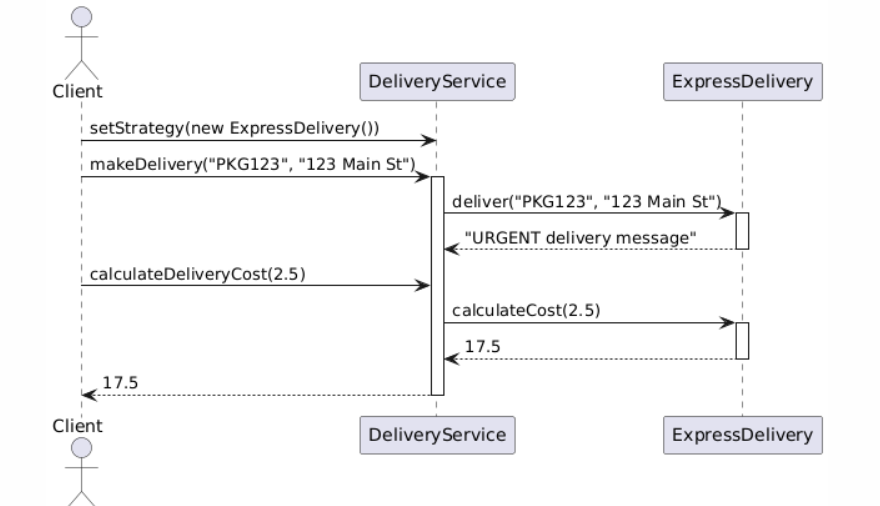 Client
DeliveryService
ExpressDelivery
setStrategy(new ExpressDelivery())
makeDelivery("PKG123", "123 Main St")
deliver("PKG123", "123 Main St")
"URGENT delivery message"
calculateDeliveryCost(2.5)
calculateCost(2.5)
17.5
17.5
Client
DeliveryService
ExpressDelivery